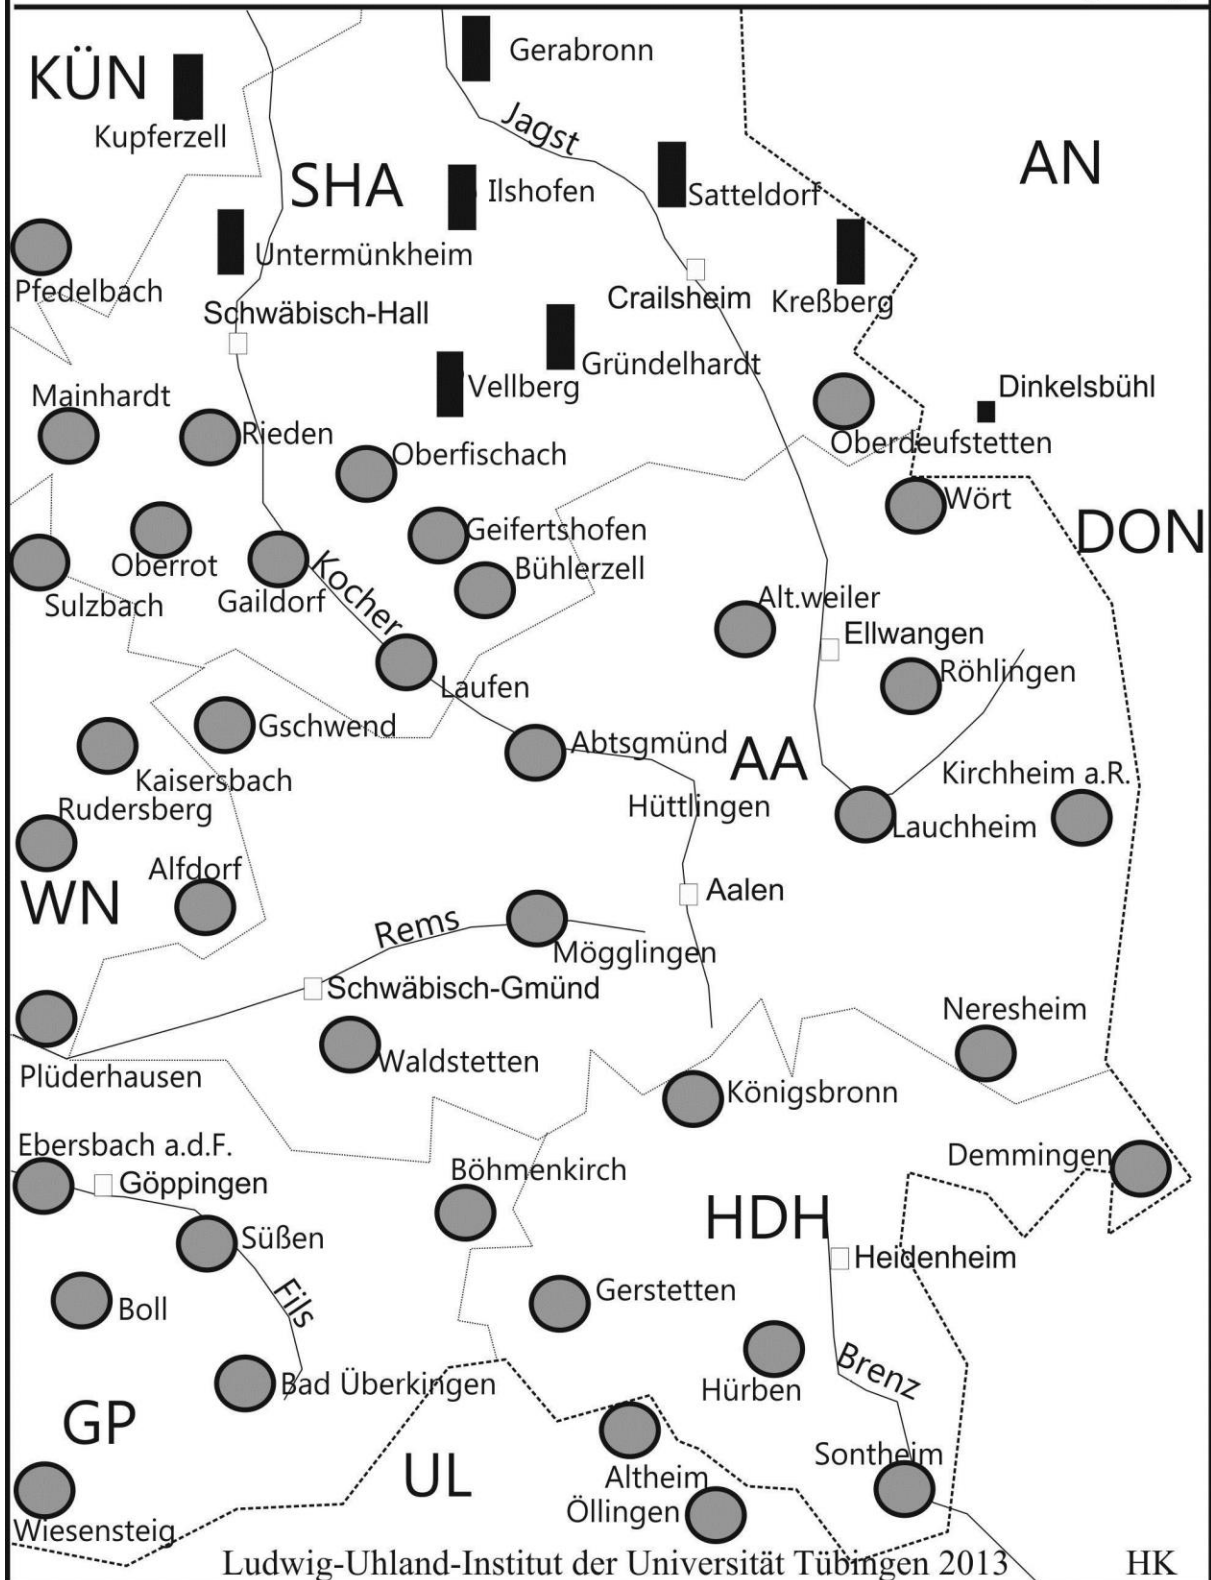 Gerabronn
KÜN
Kupferzell
Jagst
AN
SHA
Ilshofen
Satteldorf
Untermünkheim
Pfedelbach
Crailsheim
Kreßberg
Schwäbisch-Hall
Gründelhardt
Vellberg
Dinkelsbühl
Mainhardt
Rieden
Oberdeufstetten
Oberfischach
Wört
Geifertshofen
DON
Oberrot
Bühlerzell
Kocher
Sulzbach
Gaildorf
Alt.weiler
Ellwangen
Röhlingen
Laufen
Gschwend
Abtsgmünd
AA
Kirchheim a.R.
Kaisersbach
Hüttlingen
Rudersberg
Lauchheim
Alfdorf
WN
Aalen
Rems
Mögglingen
Schwäbisch-Gmünd
Neresheim
Waldstetten
Plüderhausen
Königsbronn
Ebersbach a.d.F.
Demmingen
Böhmenkirch
Göppingen
HDH
Süßen
Heidenheim
Gerstetten
Fils
Boll
Brenz
Bad Überkingen
Hürben
GP
Sontheim
UL
Altheim
Öllingen
Wiesensteig
Ludwig-Uhland-Institut der Universität Tübingen 2013
HK